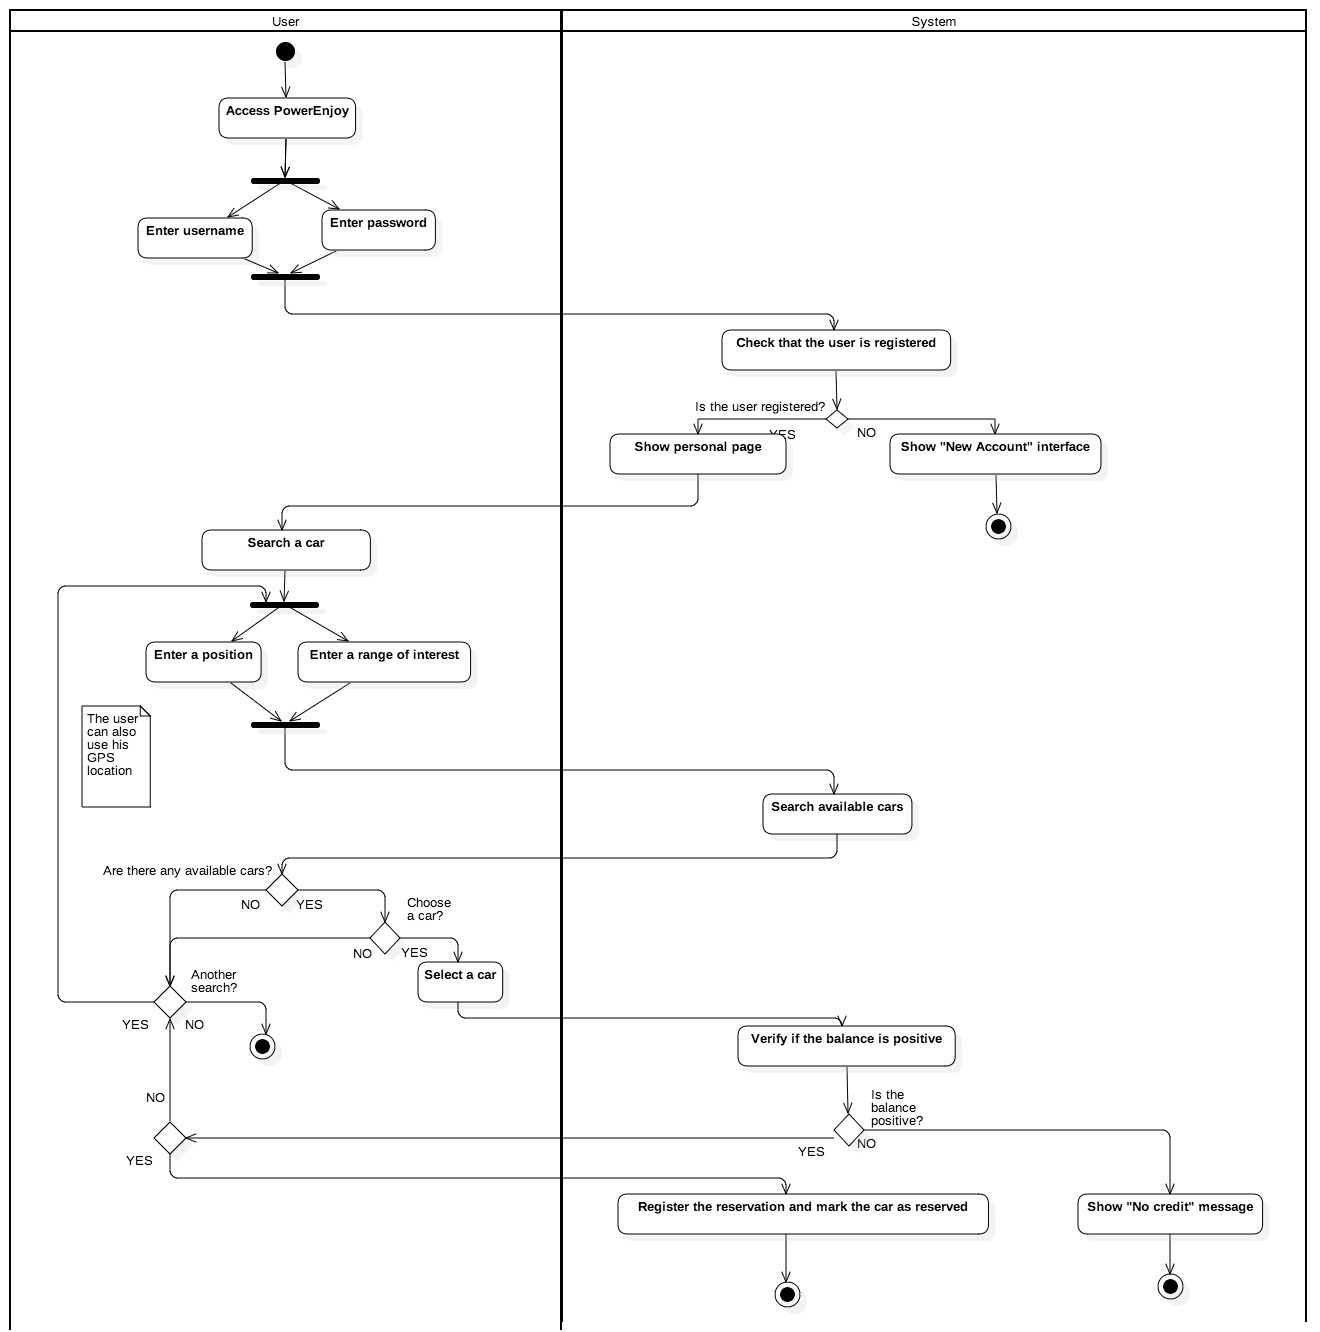 User
System
Access PowerEnjoy
Enter username
Enter password
Check that the user is registered
Is the user registered?
YES
NO
Show personal page
Show "New Account" interface
Search a car
Enter a position
Enter a range of interest
The user
can also
use his
GPS
location
Search available cars
Are there any available cars?
NO
YES
Choose
a car?
NO
YES
Select a car
Another
search?
YES
NO
Verify if the balance is positive
Is the
balance
positive?
NO
YES
NO
YES
Register the reservation and mark the car as reserved
Show "No credit" message